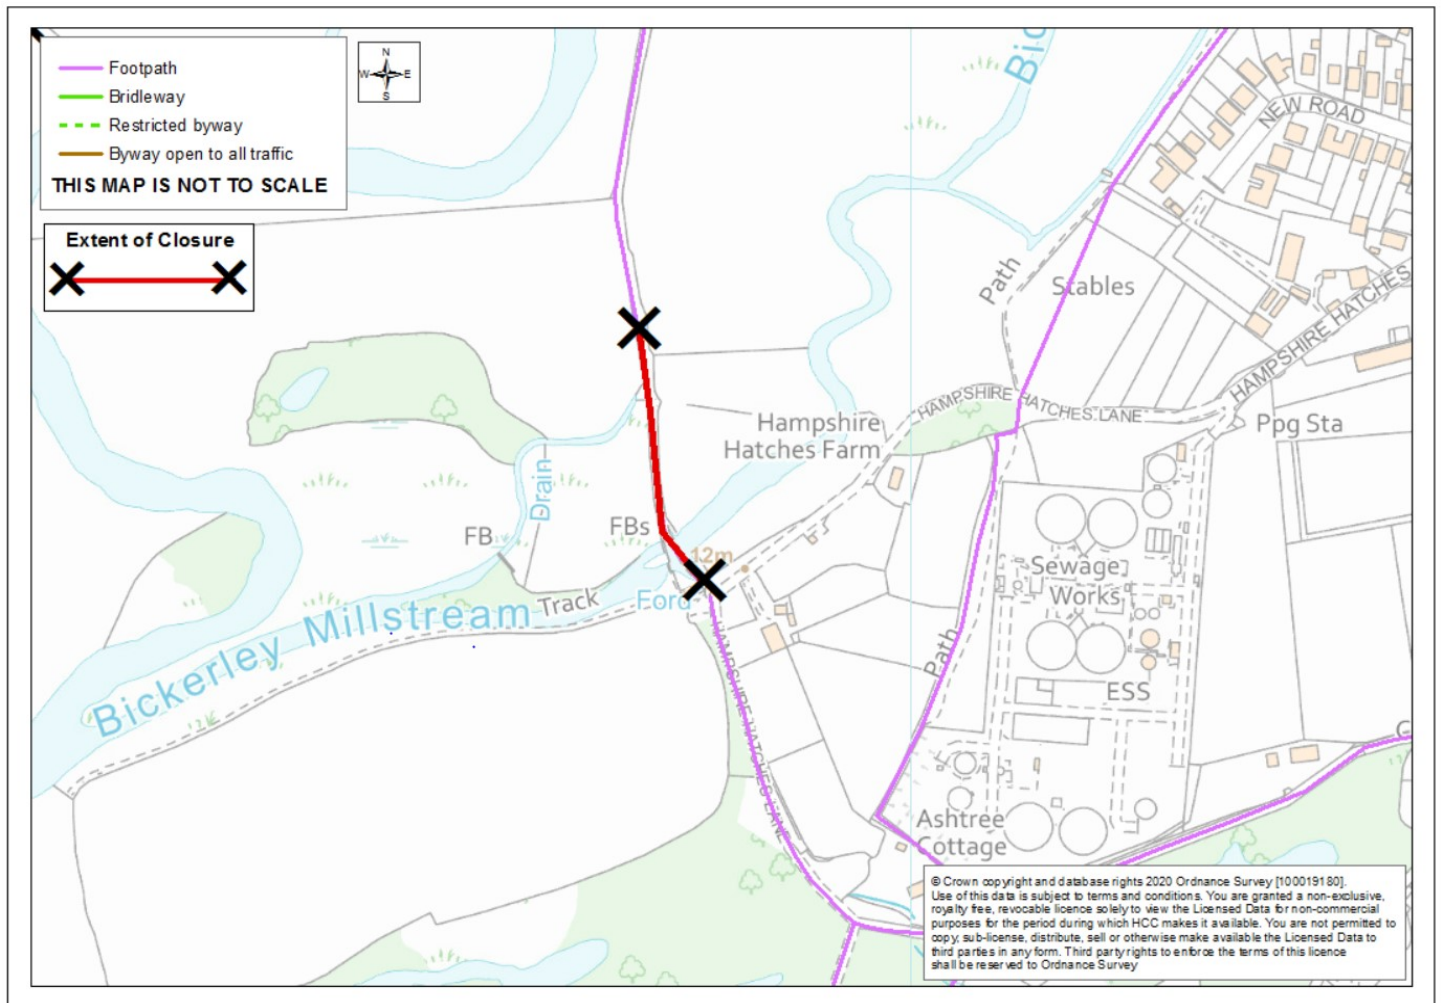 Footpath
Bridleway
Restricted byway
Byway open to all traffic
THIS MAP IS NOT TO SCALE
N
W E
S
Extent of Closure
Bic
NEW ROAD
Path
Stables
HAMPSHIRE HATCHES
HAMPSHIRE HATCHES LANE
Hampshire
Hatches Farm
Ppg Sta
Drain
FB
FBs
12m
Ford
Track
Bickerley Millstream
Sewage
Works
Path
ESS
HAMPSHIRE HATCHES LANE
Ashtree
Cottage
C
© Crown copyright and database rights 2020 Ordnance Survey [100019180].
Use of this data is subject to terms and conditions. You are granted a non-exclusive,
royalty free, revocable licence solely to view the Licensed Data for non-commercial
purposes for the period during which HCC makes it available. You are not permitted to
copy, sub-license, distribute, sell or otherwise make available the Licensed Data to
third parties in any form. Third party rights to enforce the terms of this licence
shall be reserved to Ordnance Survey